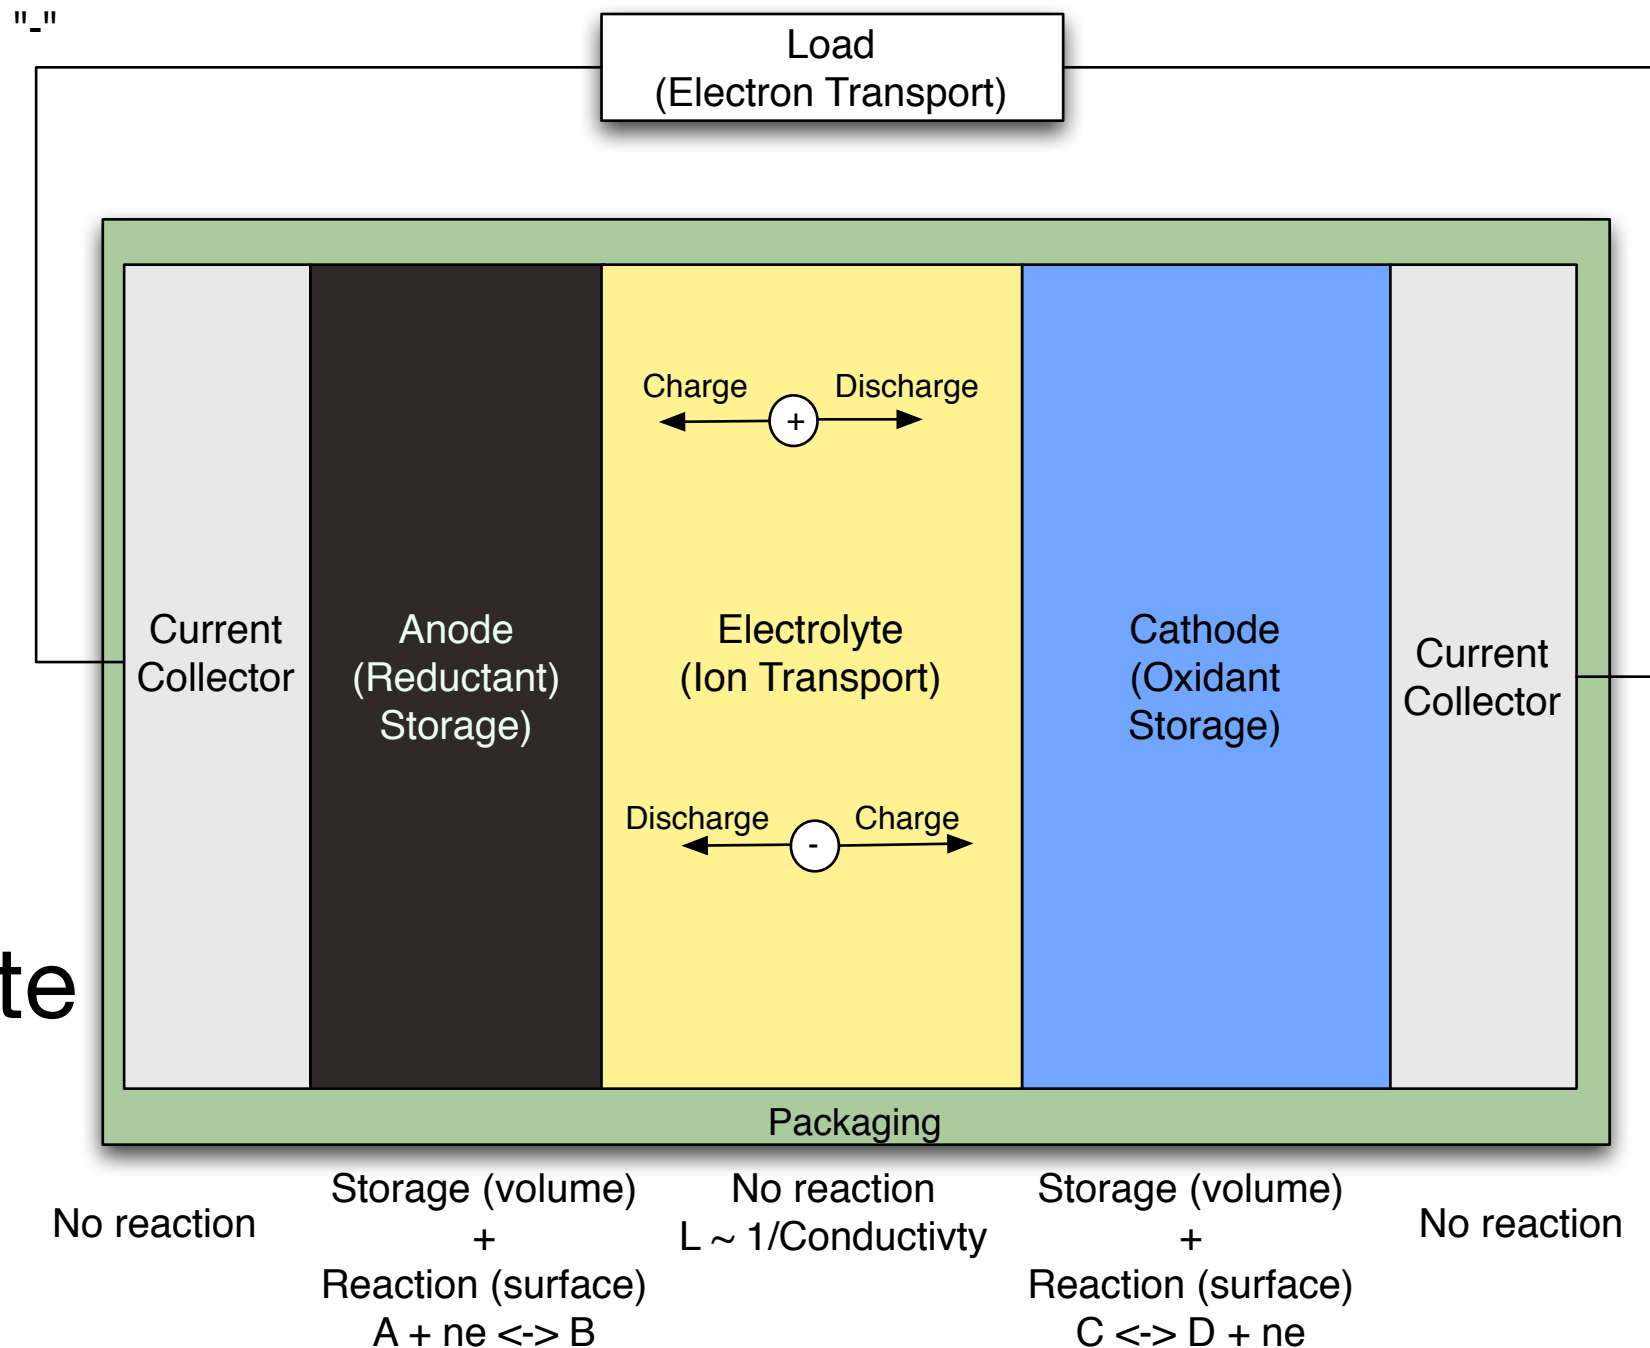 "-"
Load
(Electron Transport)
Charge
Discharge
+
Current
Collector
Anode
(Reductant)
Storage)
Electrolyte
(Ion Transport)
Cathode
(Oxidant
Storage)
Current
Collector
Discharge
Charge
-
te
Packaging
No reaction
Storage (volume)
+
Reaction (surface)
A + ne <-> B
No reaction
L ~ 1/Conductivty
Storage (volume)
+
Reaction (surface)
C <-> D + ne
No reaction